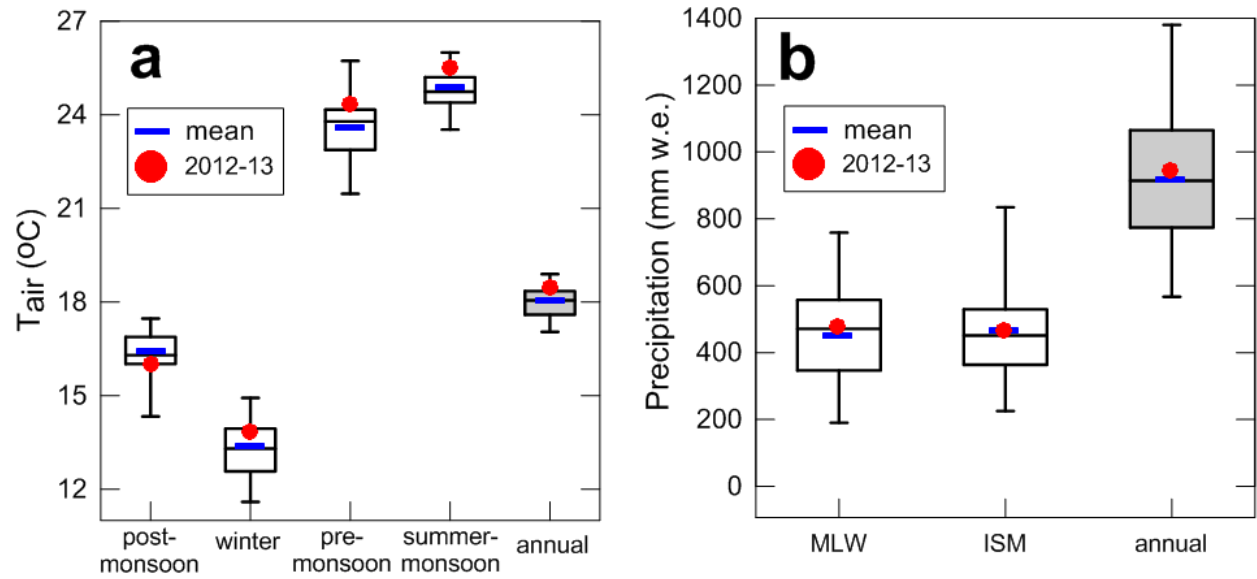 a
mean
2012-13
Tair (oC)
27
24
21
18
15
12
post-
monsoon
winter
pre-
monsoon
summer-
monsoon
annual
b
mean
2012-13
Precipitation (mm w.e.)
1400
1200
1000
800
600
400
200
0
MLW
ISM
annual